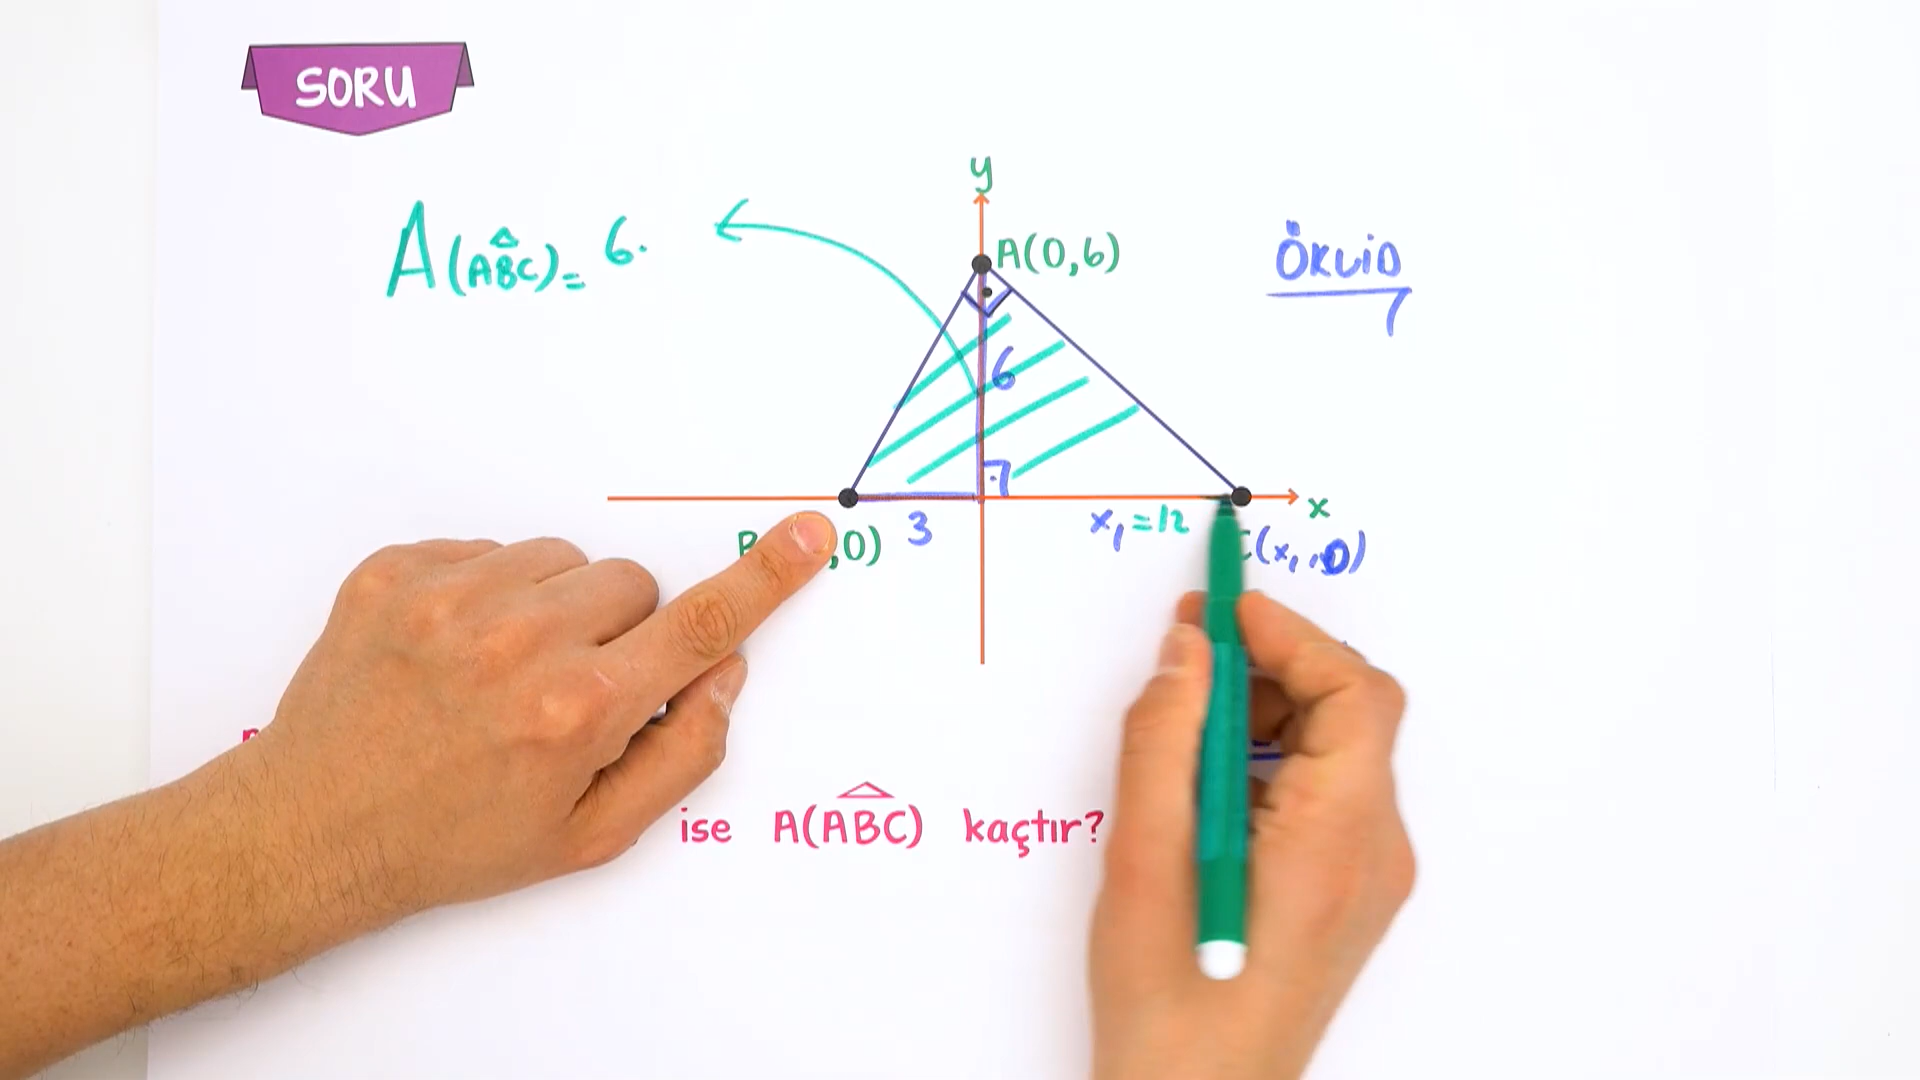 SORU
y
A(ABC)= 6.
A(0,6)
ÖKLİD
6
x
3
x₁=12
,0)
(x₁,0)
ise A(ABC) kaçtır?